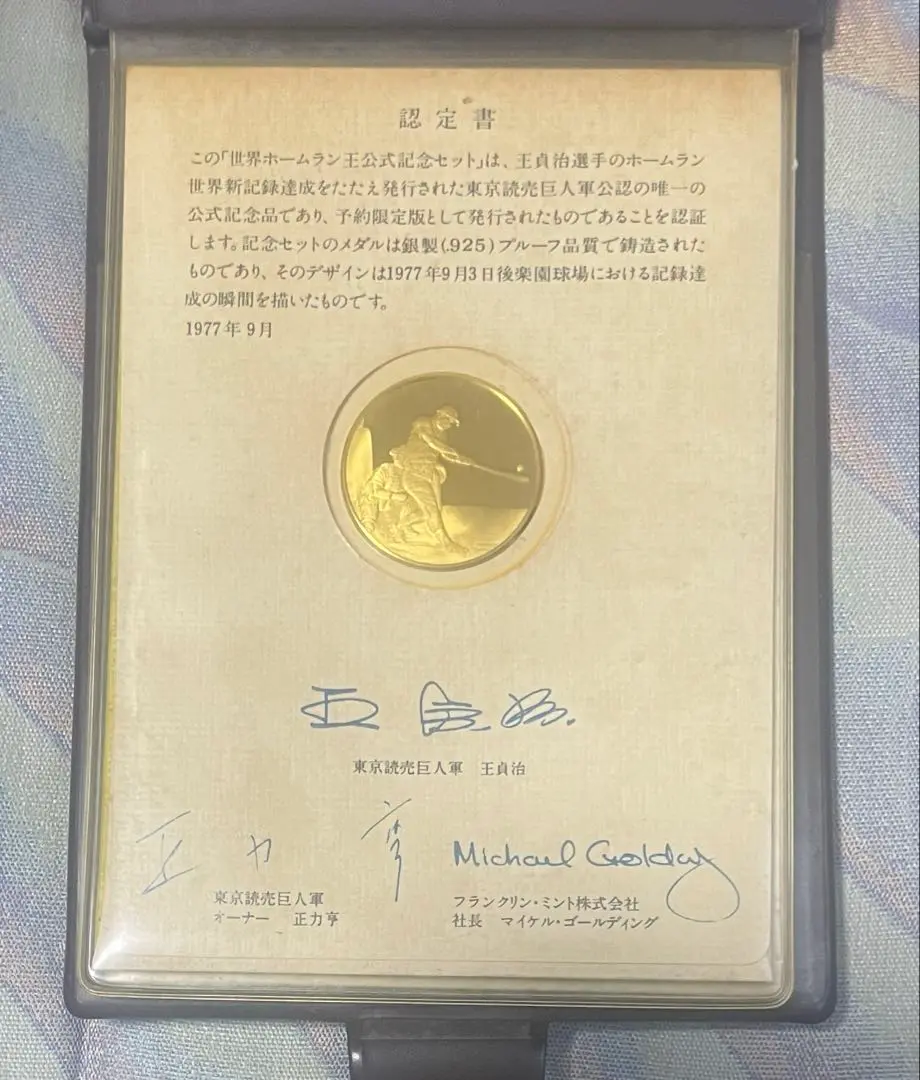 認定書
この「世界ホームラン王公式記念セット」は、王貞治選手のホームラン
世界新記録達成をたたえ発行された東京読売巨人軍公認の唯一の
公式記念品であり、予約限定版として発行されたものであることを認証
します。記念セットのメダルは銀製(.925)プルーフ品質で鋳造された
ものであり、そのデザインは1977年9月3日後楽園球場における記録達
成の瞬間を描いたものです。
1977年9月
王貞治
東京読売巨人軍 王貞治
正力亨
東京読売巨人軍
オーナー 正力亨
Michael Golding
フランクリン・ミント株式会社
社長 マイケル・ゴールディング